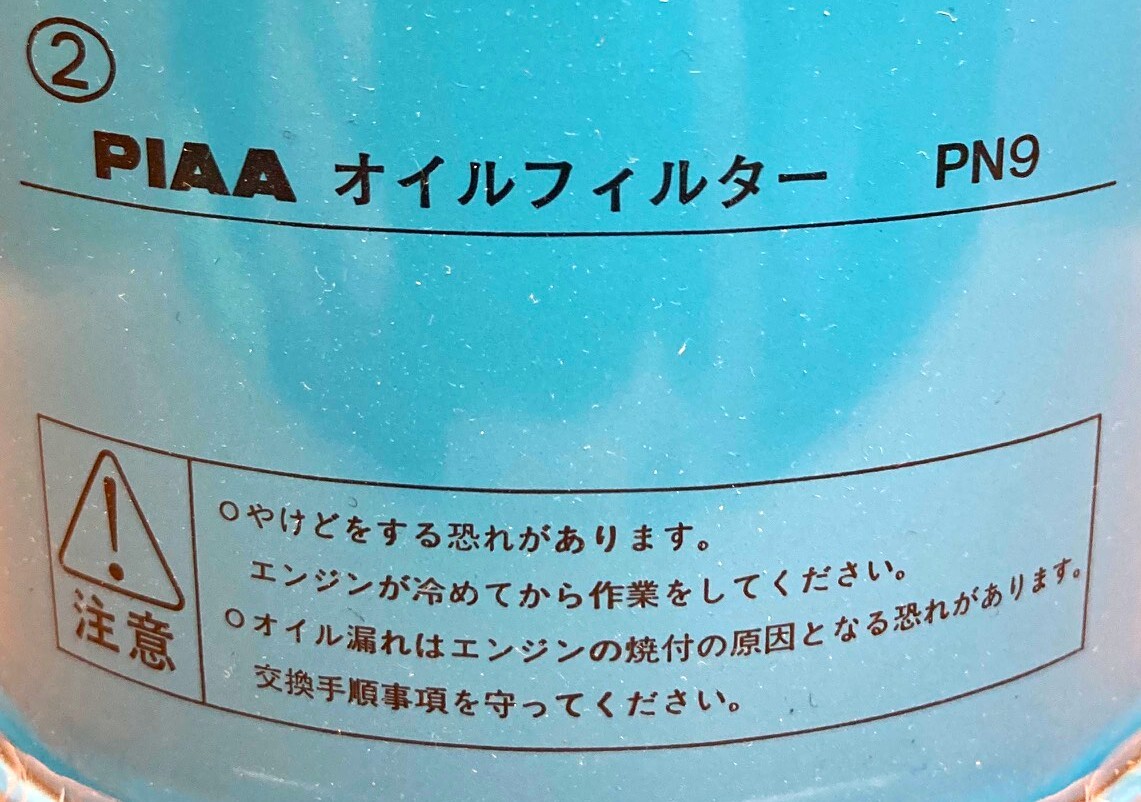 ②
PIAA オイルフィルター PN9
注意
○やけどをする恐れがあります。
エンジンが冷めてから作業をしてください。
○オイル漏れはエンジンの焼付の原因となる恐れがあります。
交換手順事項を守ってください。